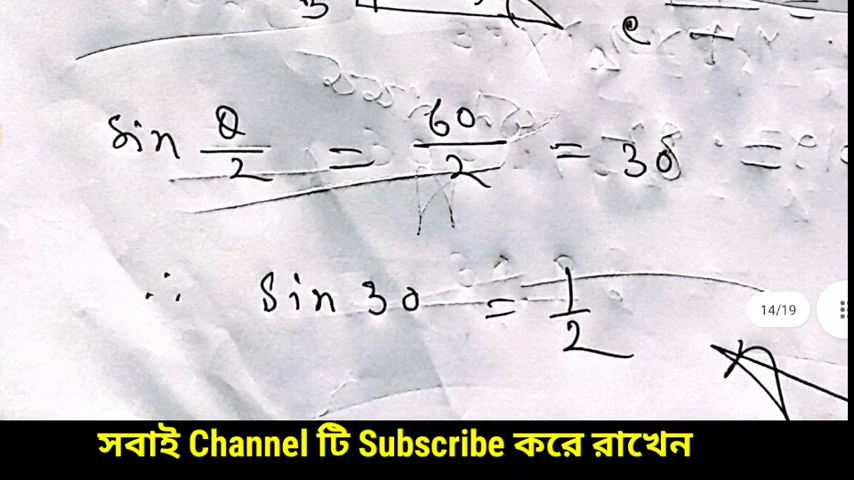 sin θ/2 = 60/2 = 30 =
∴ sin 30 = 1/2
14/19
সবাই Channel টি Subscribe করে রাখেন